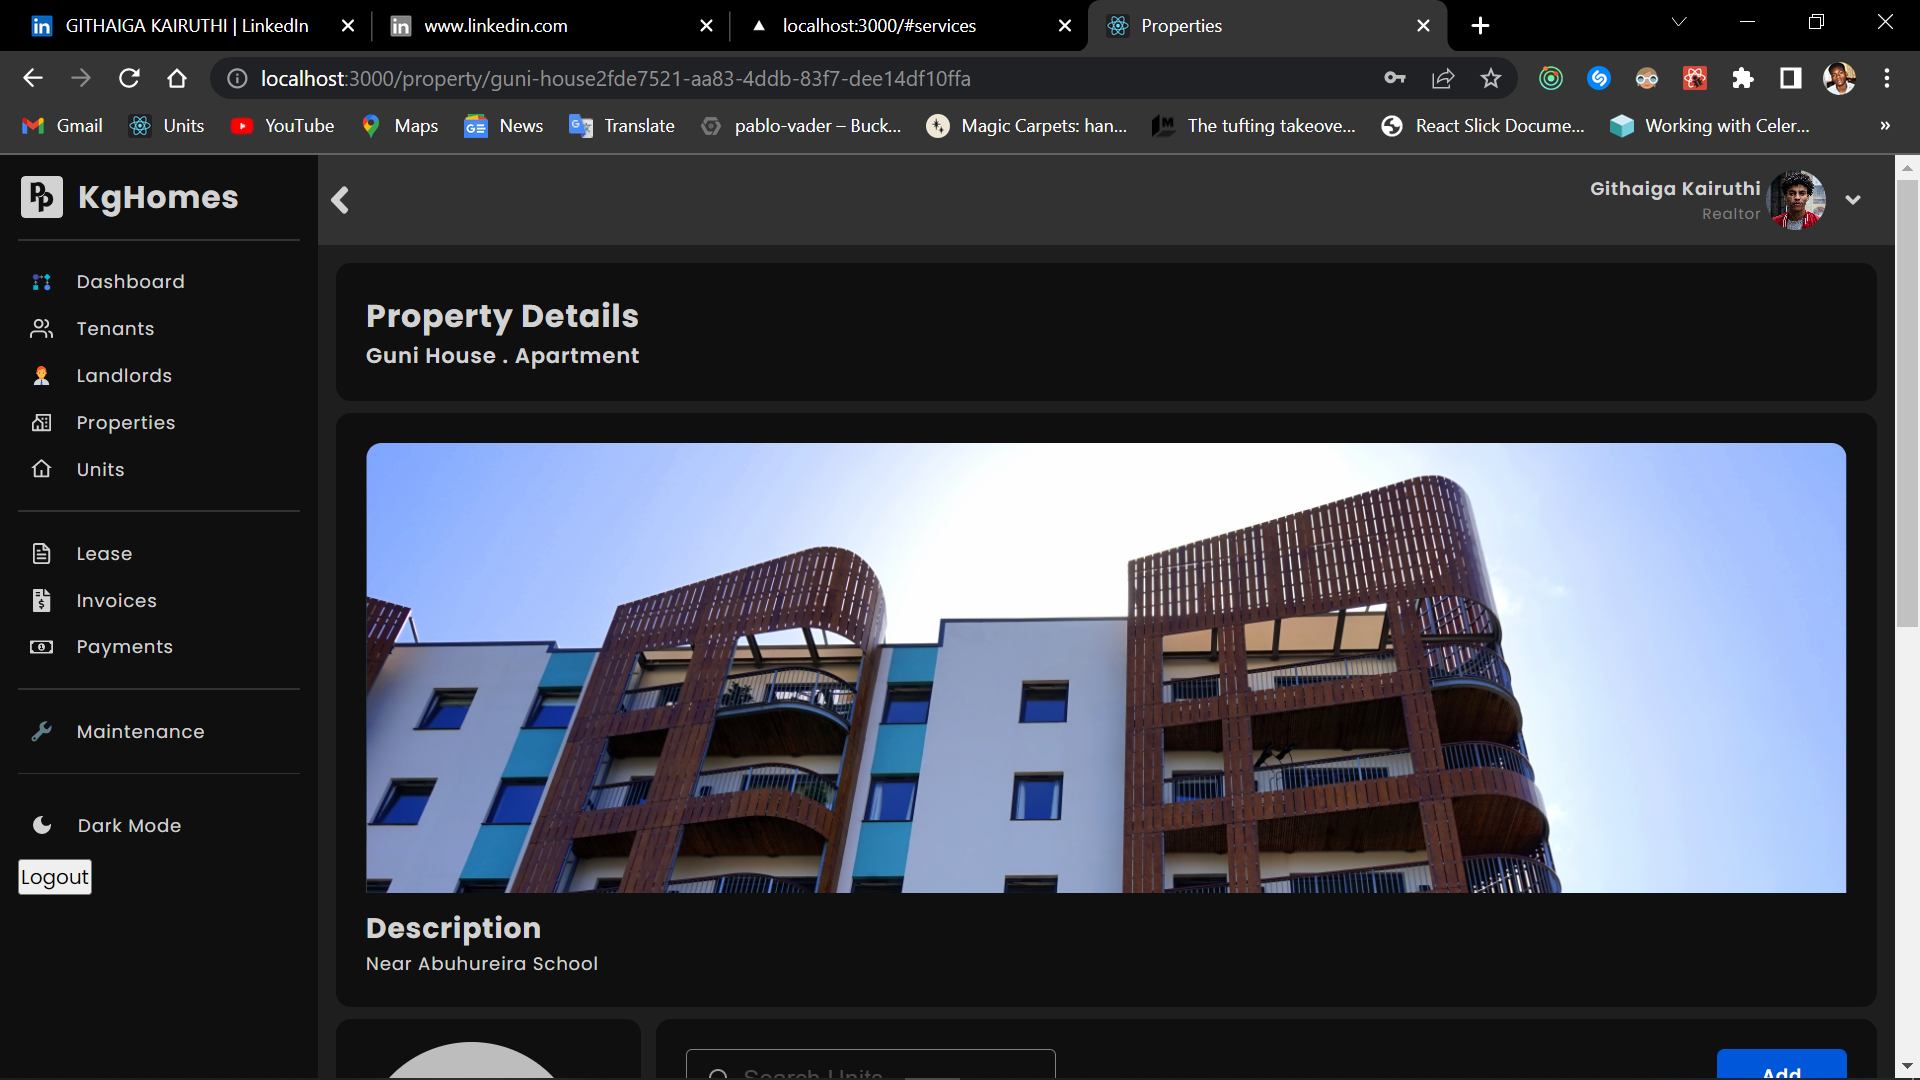 GITHAIGA KAIRUTHI | LinkedIn
www.linkedin.com
localhost:3000/#services
Properties
localhost:3000/property/guni-house2fde7521-aa83-4ddb-83f7-dee14df10ffa
Gmail
Units
YouTube
Maps
News
Translate
pablo-vader – Buck...
Magic Carpets: han...
The tufting takeove...
React Slick Docume...
Working with Celer...
»
KgHomes
Githaiga Kairuthi
Realtor
Dashboard
Tenants
Landlords
Properties
Units
Lease
Invoices
Payments
Maintenance
Dark Mode
Logout
Property Details
Guni House . Apartment
Description
Near Abuhureira School
Search Units
Add